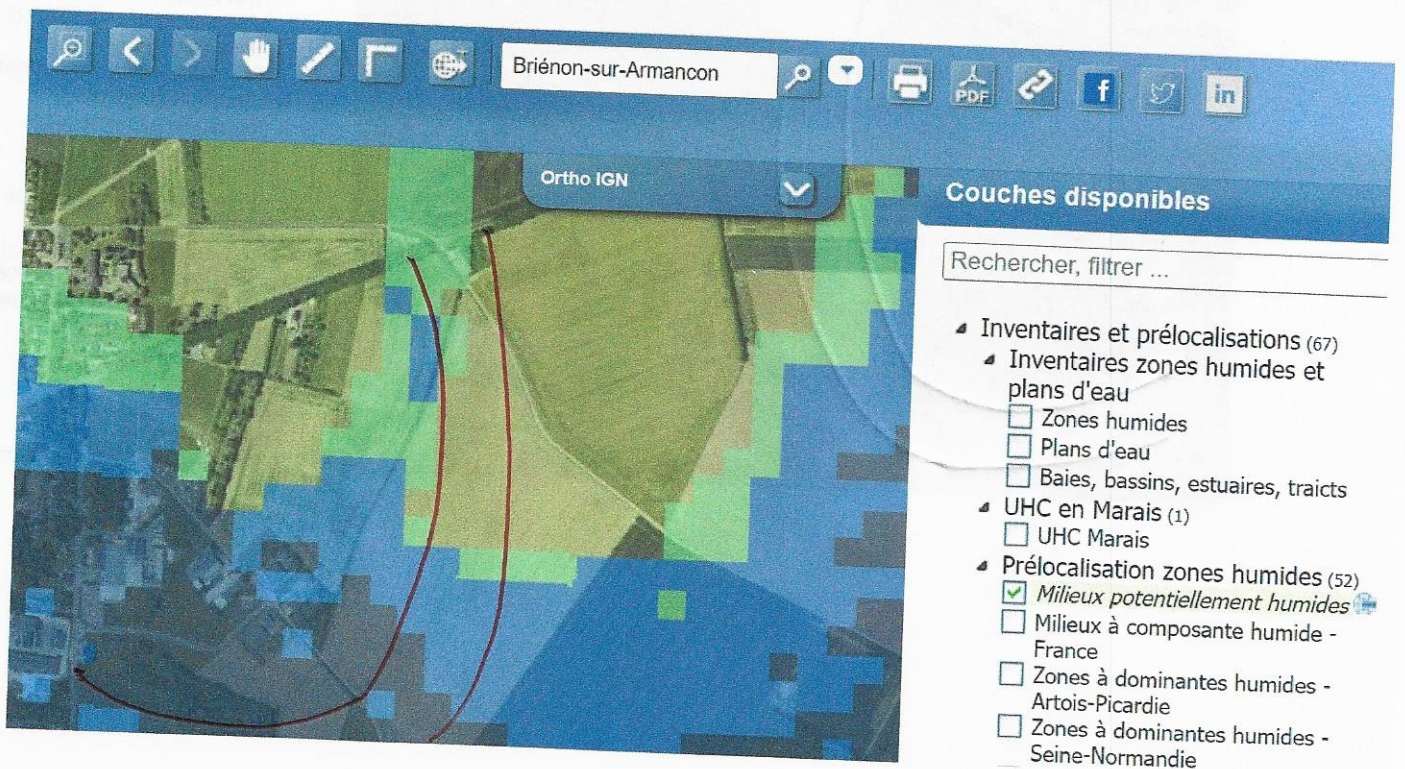 Briénon-sur-Armancon
PDF
f
in
Ortho IGN
Couches disponibles
Rechercher, filtrer ...
Inventaires et prélocalisations (67)
Inventaires zones humides et
plans d'eau
Zones humides
Plans d'eau
Baies, bassins, estuaires, traicts
UHC en Marais (1)
UHC Marais
Prélocalisation zones humides (52)
Milieux potentiellement humides
Milieux à composante humide -
France
Zones à dominantes humides -
Artois-Picardie
Zones à dominantes humides -
Seine-Normandie